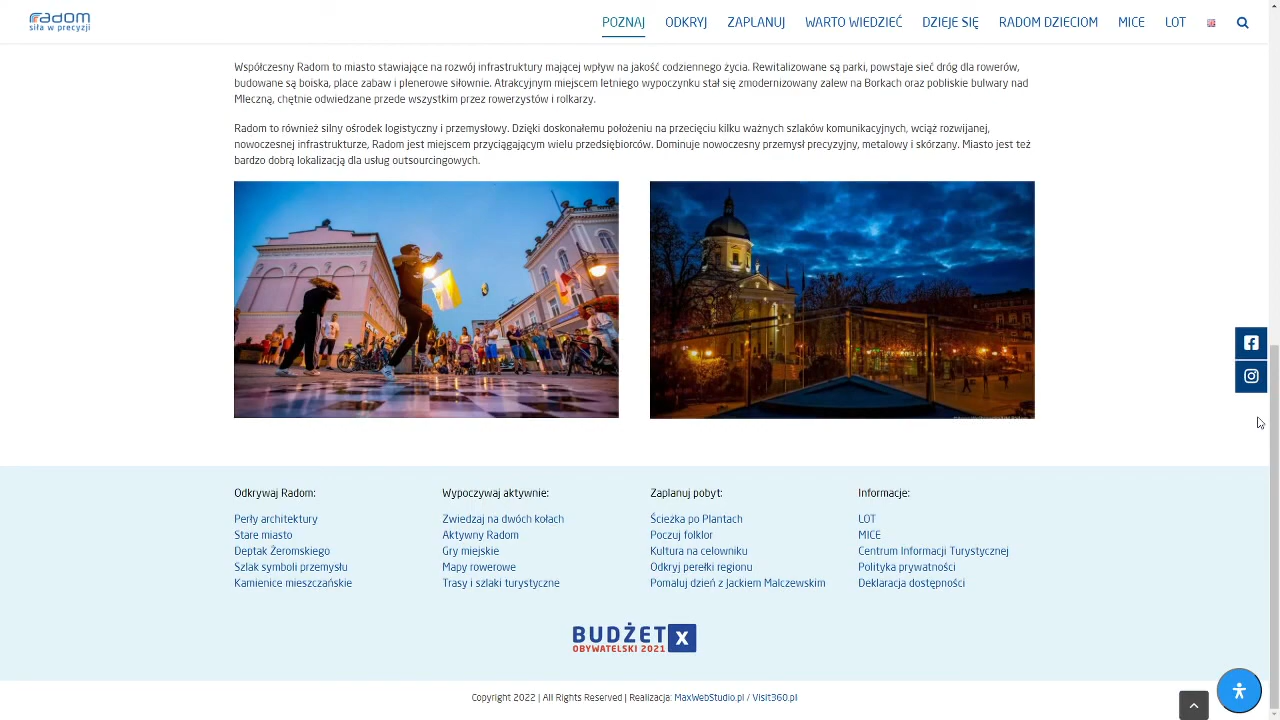 radom
siła w precyzji
POZNAJ ODKRYJ ZAPLANUJ WARTO WIEDZIEĆ DZIEJE SIĘ RADOM DZIECIOM MICE LOT
Współczesny Radom to miasto stawiające na rozwój infrastruktury mającej wpływ na jakość codziennego życia. Rewitalizowane są parki, powstaje sieć dróg dla rowerów,
budowane są boiska, place zabaw i plenerowe siłownie. Atrakcyjnym miejscem letniego wypoczynku stał się zmodernizowany zalew na Borkach oraz pobliskie bulwary nad
Mleczną, chętnie odwiedzane przede wszystkim przez rowerzystów i rolkarzy.
Radom to również silny ośrodek logistyczny i przemysłowy. Dzięki doskonałemu położeniu na przecięciu kilku ważnych szlaków komunikacyjnych, wciąż rozwijanej,
nowoczesnej infrastrukturze, Radom jest miejscem przyciągającym wielu przedsiębiorców. Dominuje nowoczesny przemysł precyzyjny, metalowy i skórzany. Miasto jest też
bardzo dobrą lokalizacją dla usług outsourcingowych.
Odkrywaj Radom:
Perły architektury
Stare miasto
Deptak Żeromskiego
Szlak symboli przemysłu
Kamienice mieszczańskie
Wypoczywaj aktywnie:
Zwiedzaj na dwóch kołach
Aktywny Radom
Gry miejskie
Mapy rowerowe
Trasy i szlaki turystyczne
Zaplanuj pobyt:
Ścieżka po Plantach
Poczuj folklor
Kultura na celowniku
Odkryj perełki regionu
Pomaluj dzień z Jackiem Malczewskim
Informacje:
LOT
MICE
Centrum Informacji Turystycznej
Polityka prywatności
Deklaracja dostępności
BUDŻET X
OBYWATELSKI 2021
Copyright 2022 | All Rights Reserved | Realizacja: MaxWebStudio.pl / Visit360.pl